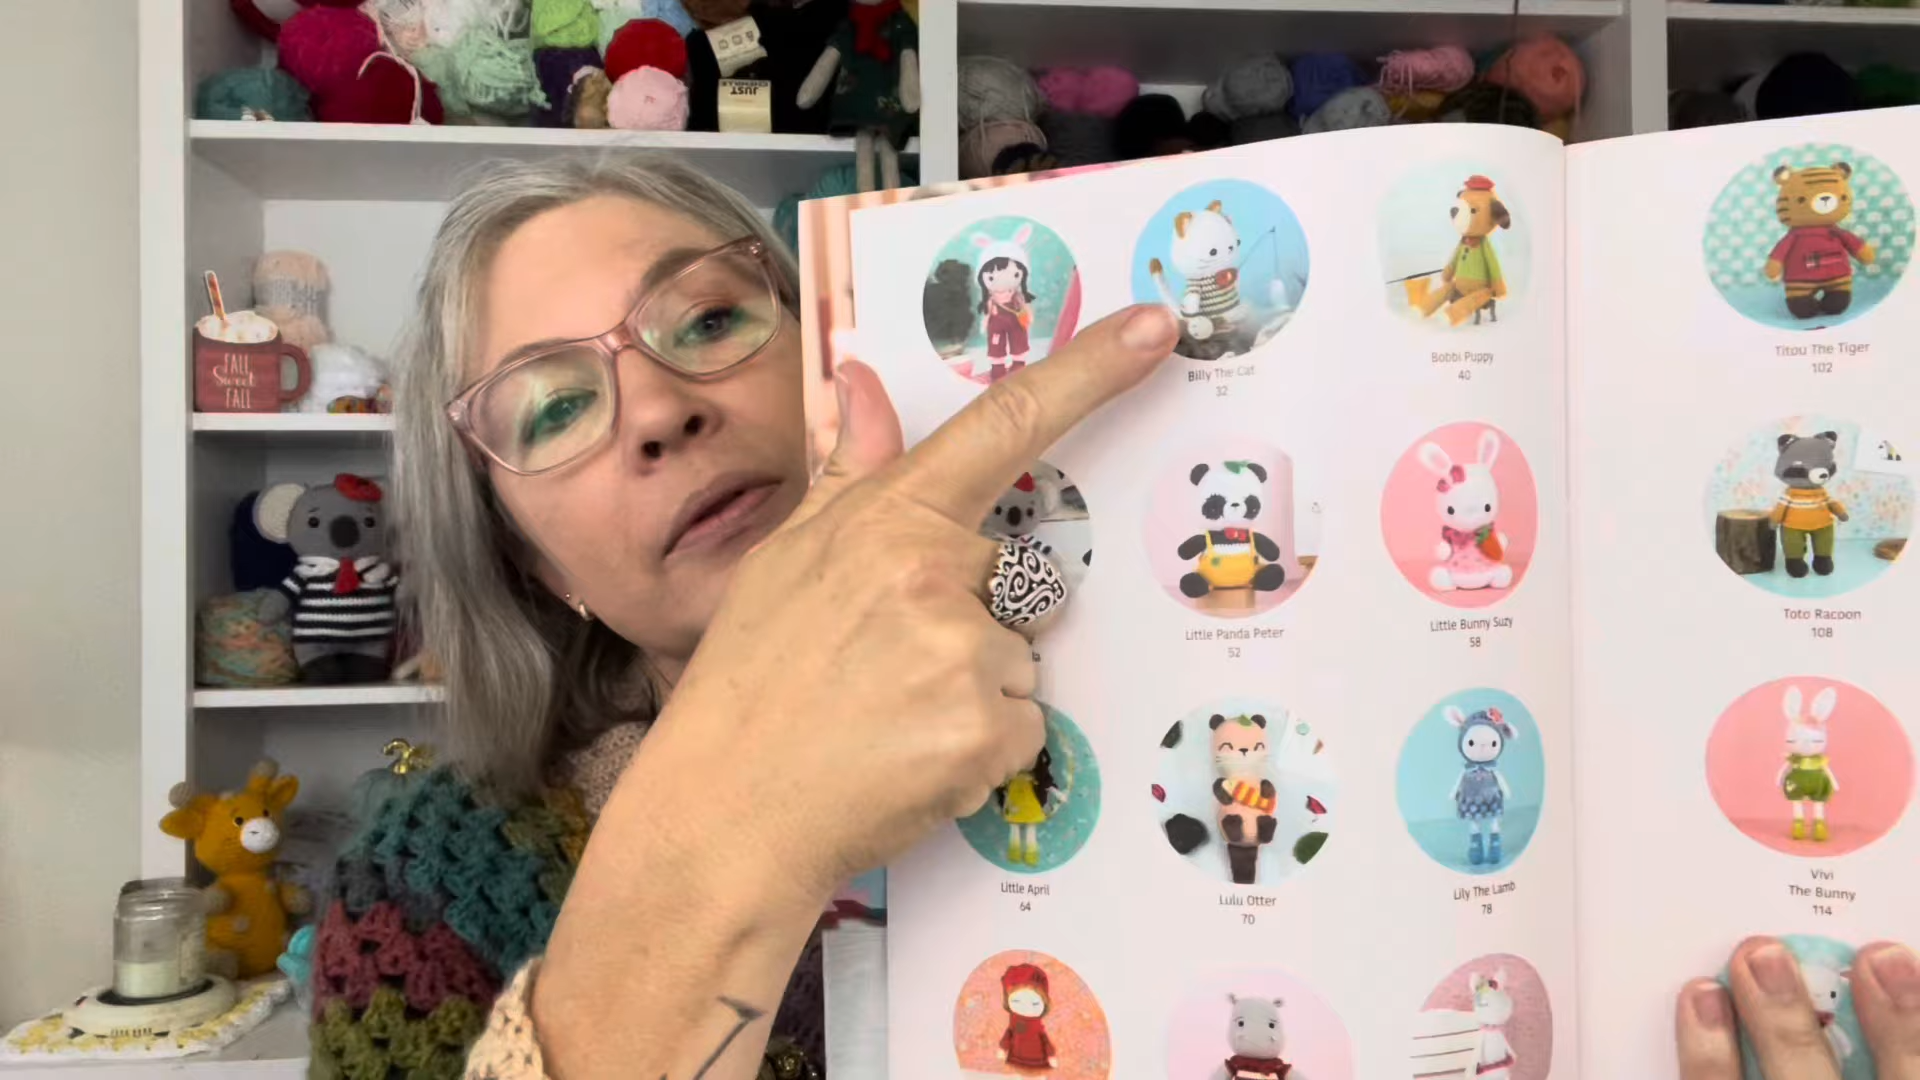 JUST
CHENILLE
FALL
Sweet
FALL
Billy The Cat
32
Bobbi Puppy
40
Titou The Tiger
102
Little Panda Peter
52
Little Bunny Suzy
58
Toto Racoon
108
Little April
64
Lulu Otter
70
Lily The Lamb
78
Vivi
The Bunny
114